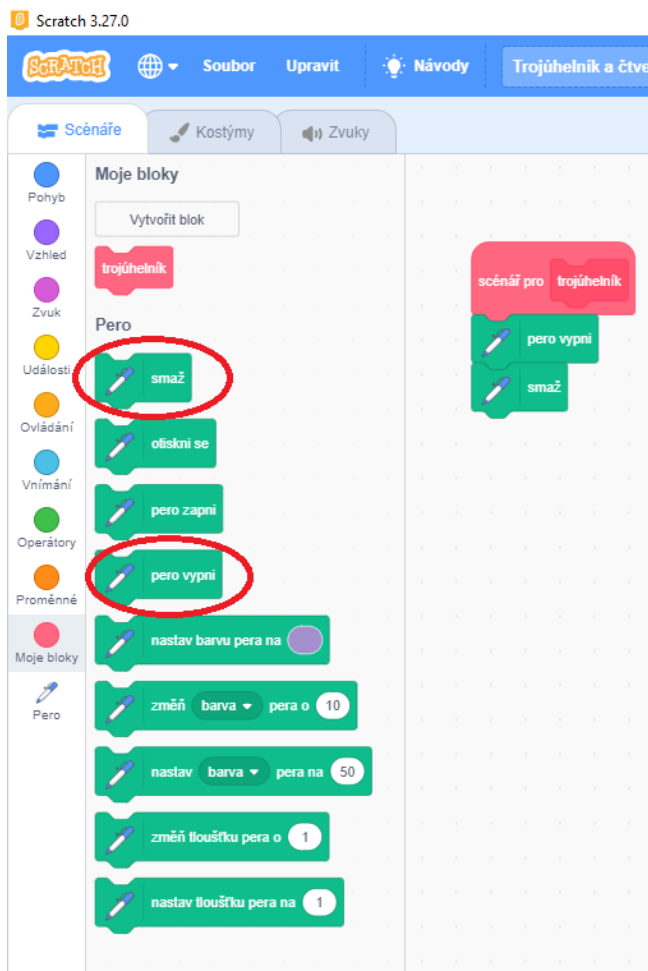 Scratch 3.27.0
SCRATCH Soubor Upravit Návody Trojúhelník a čtve
Scénáře Kostýmy Zvuky
Pohyb
Vzhled
Zvuk
Události
Ovládání
Vnímání
Operátory
Proměnné
Moje bloky
Pero
Moje bloky
Vytvořit blok
trojúhelník
Pero
smaž
otiskni se
pero zapni
pero vypni
nastav barvu pera na
změň barva pera o 10
nastav barva pera na 50
změň tloušťku pera o 1
nastav tloušťku pera na 1
scénář pro trojúhelník
pero vypni
smaž